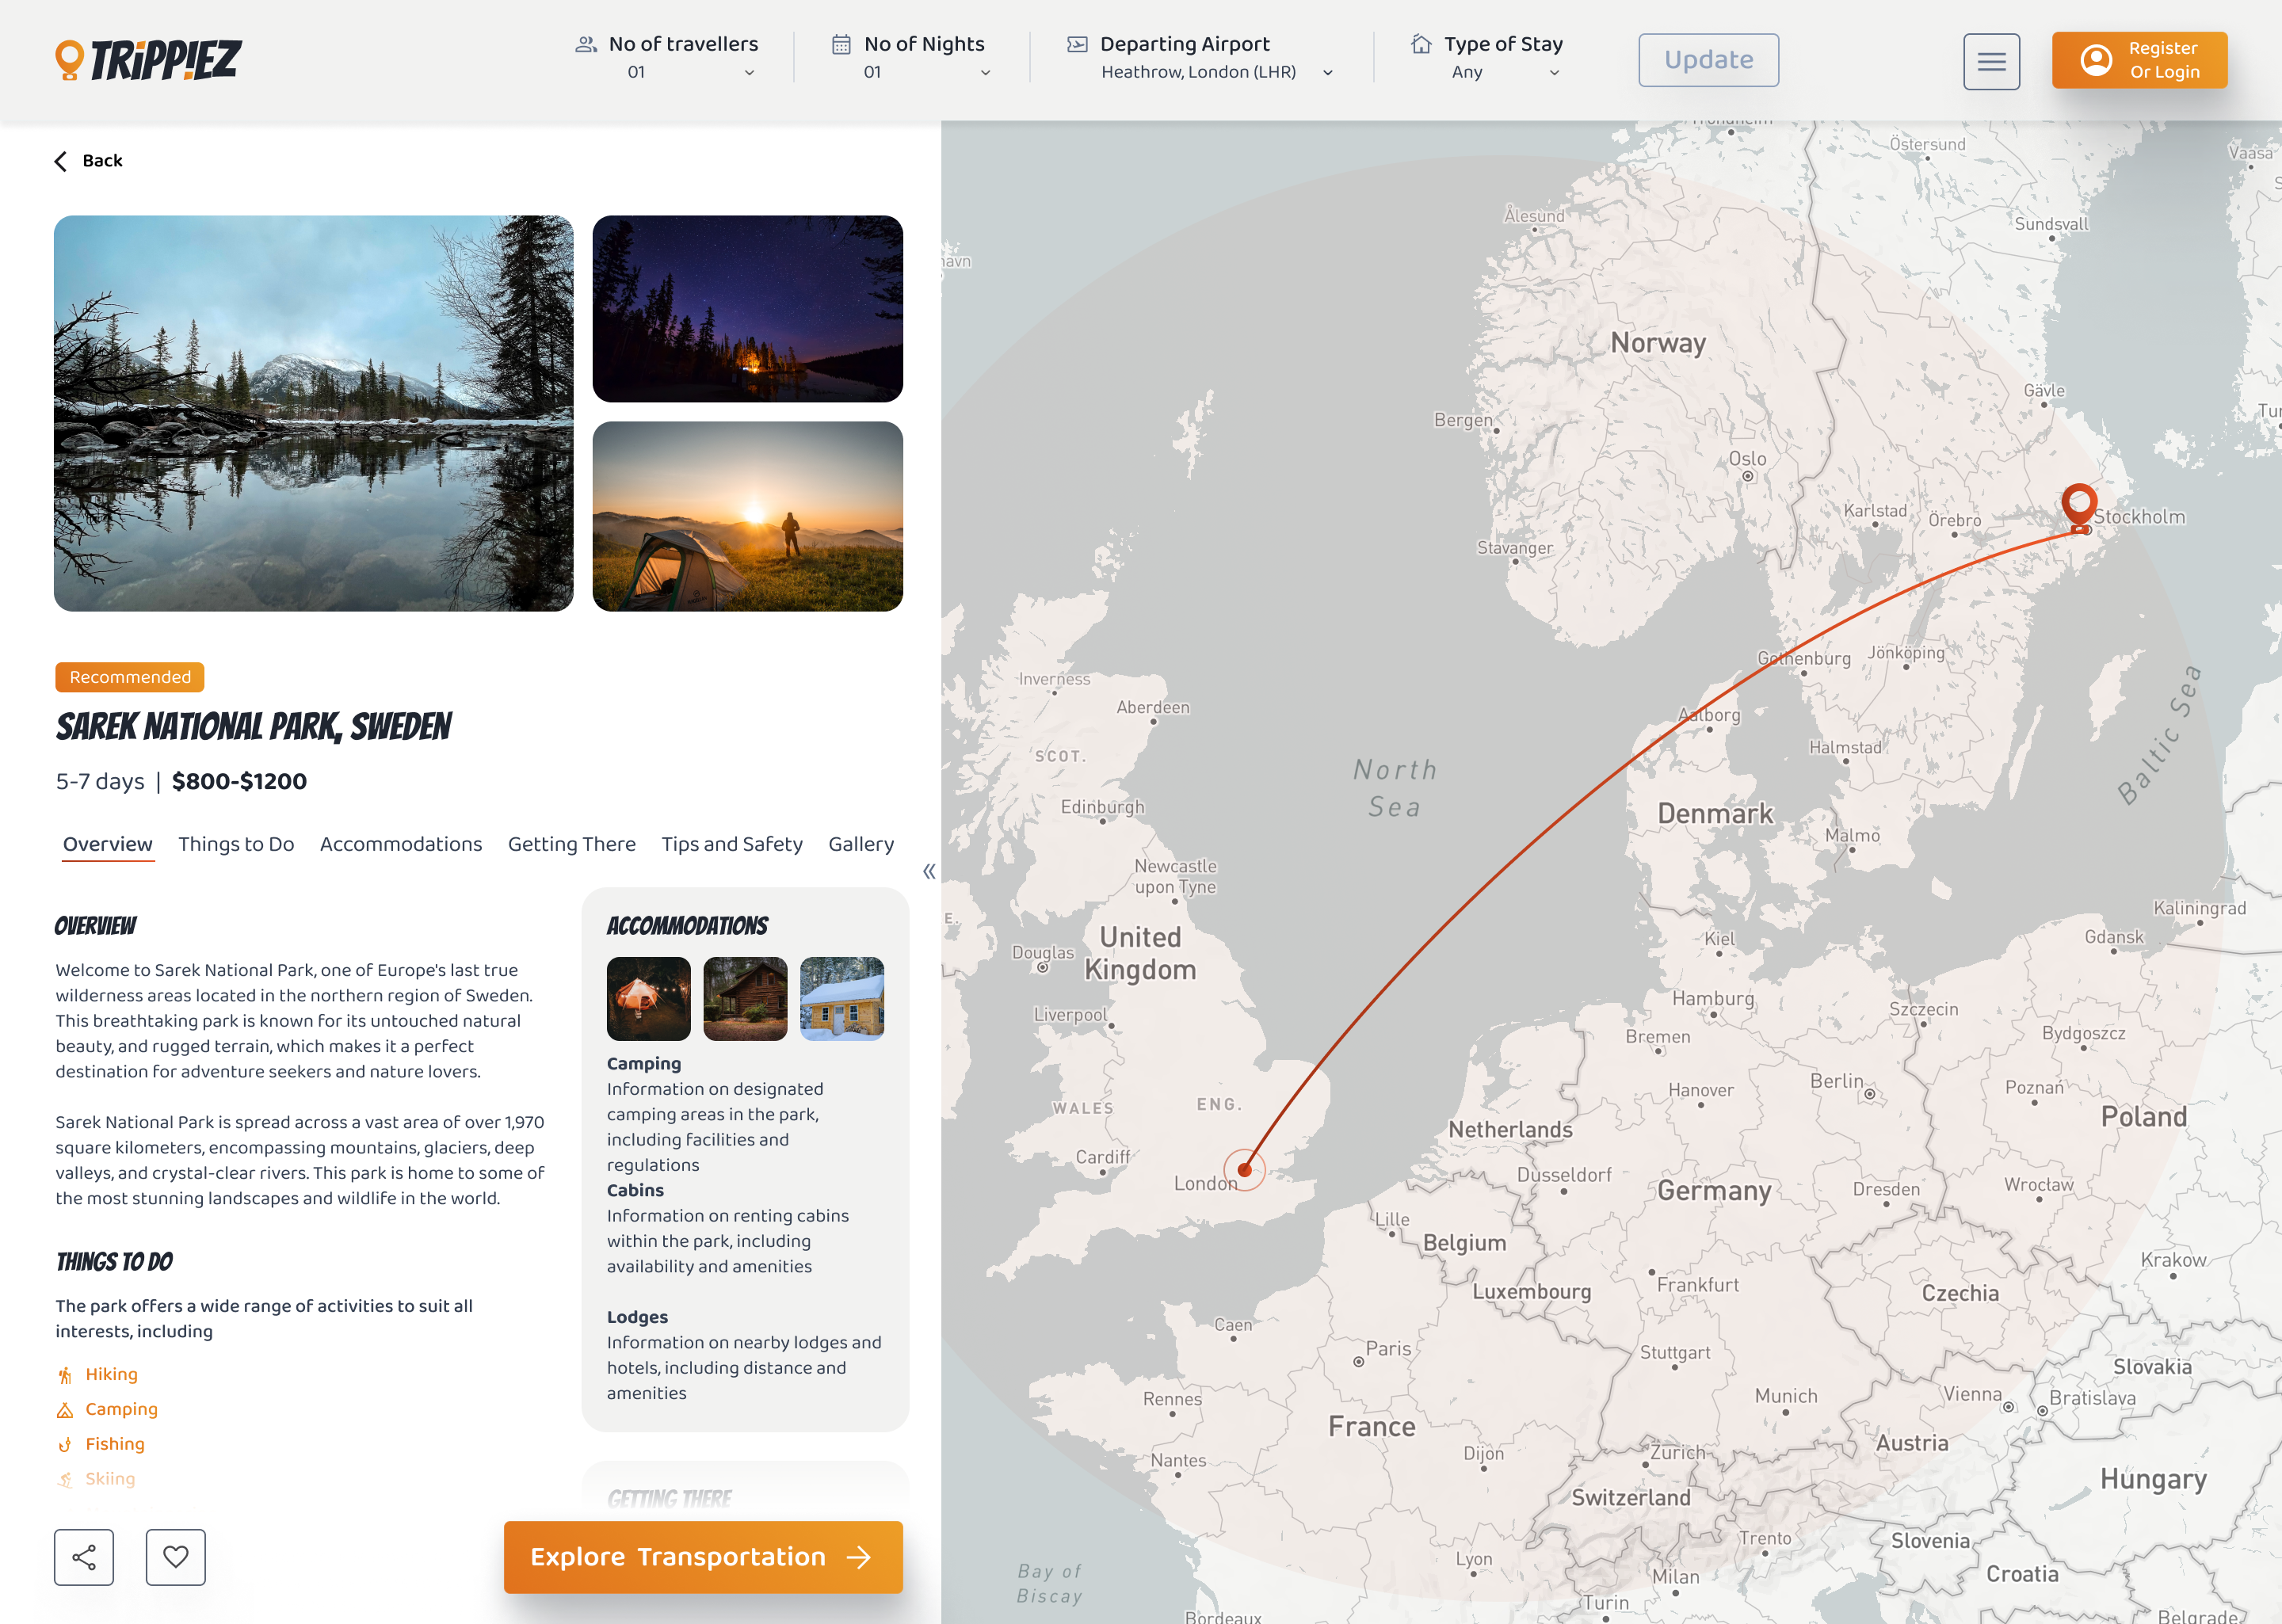 TRiPP!EZ
No of travellers
01
No of Nights
01
Departing Airport
Heathrow, London (LHR)
Type of Stay
Any
Update
Register
Or Login
Back
Recommended
SAREK NATIONAL PARK, SWEDEN
5-7 days | $800-$1200
Overview
Things to Do
Accommodations
Getting There
Tips and Safety
Gallery
OVERVIEW
Welcome to Sarek National Park, one of Europe's last true
wilderness areas located in the northern region of Sweden.
This breathtaking park is known for its untouched natural
beauty, and rugged terrain, which makes it a perfect
destination for adventure seekers and nature lovers.
Sarek National Park is spread across a vast area of over 1,970
square kilometers, encompassing mountains, glaciers, deep
valleys, and crystal-clear rivers. This park is home to some of
the most stunning landscapes and wildlife in the world.
THINGS TO DO
The park offers a wide range of activities to suit all
interests, including
Hiking
Camping
Fishing
Skiing
ACCOMMODATIONS
Camping
Information on designated
camping areas in the park,
including facilities and
regulations
Cabins
Information on renting cabins
within the park, including
availability and amenities
Lodges
Information on nearby lodges and
hotels, including distance and
amenities
GETTING THERE
Explore Transportation
Östersund
Vaasa
Ålesund
Sundsvall
Norway
Gävle
Bergen
Oslo
Karlstad
Örebro
Stockholm
Stavanger
Gothenburg
Jönköping
Inverness
Aberdeen
Aalborg
SCOT.
Halmstad
North
Sea
Baltic Sea
Edinburgh
Denmark
Malmö
Newcastle
upon Tyne
Kaliningrad
United
Kingdom
Kiel
Gdansk
Douglas
Hamburg
Szczecin
Liverpool
Bremen
Bydgoszcz
Hanover
Berlin
Poznań
WALES
ENG.
Netherlands
Poland
Cardiff
London
Dusseldorf
Germany
Dresden
Wrocław
Lille
Belgium
Luxembourg
Frankfurt
Krakow
Czechia
Caen
Paris
Stuttgart
Slovakia
Rennes
Munich
Vienna
Bratislava
France
Nantes
Dijon
Zurich
Austria
Hungary
Switzerland
Trento
Slovenia
Lyon
Milan
Croatia
Bay of
Biscay
Turin
Bordeaux
Belgrade